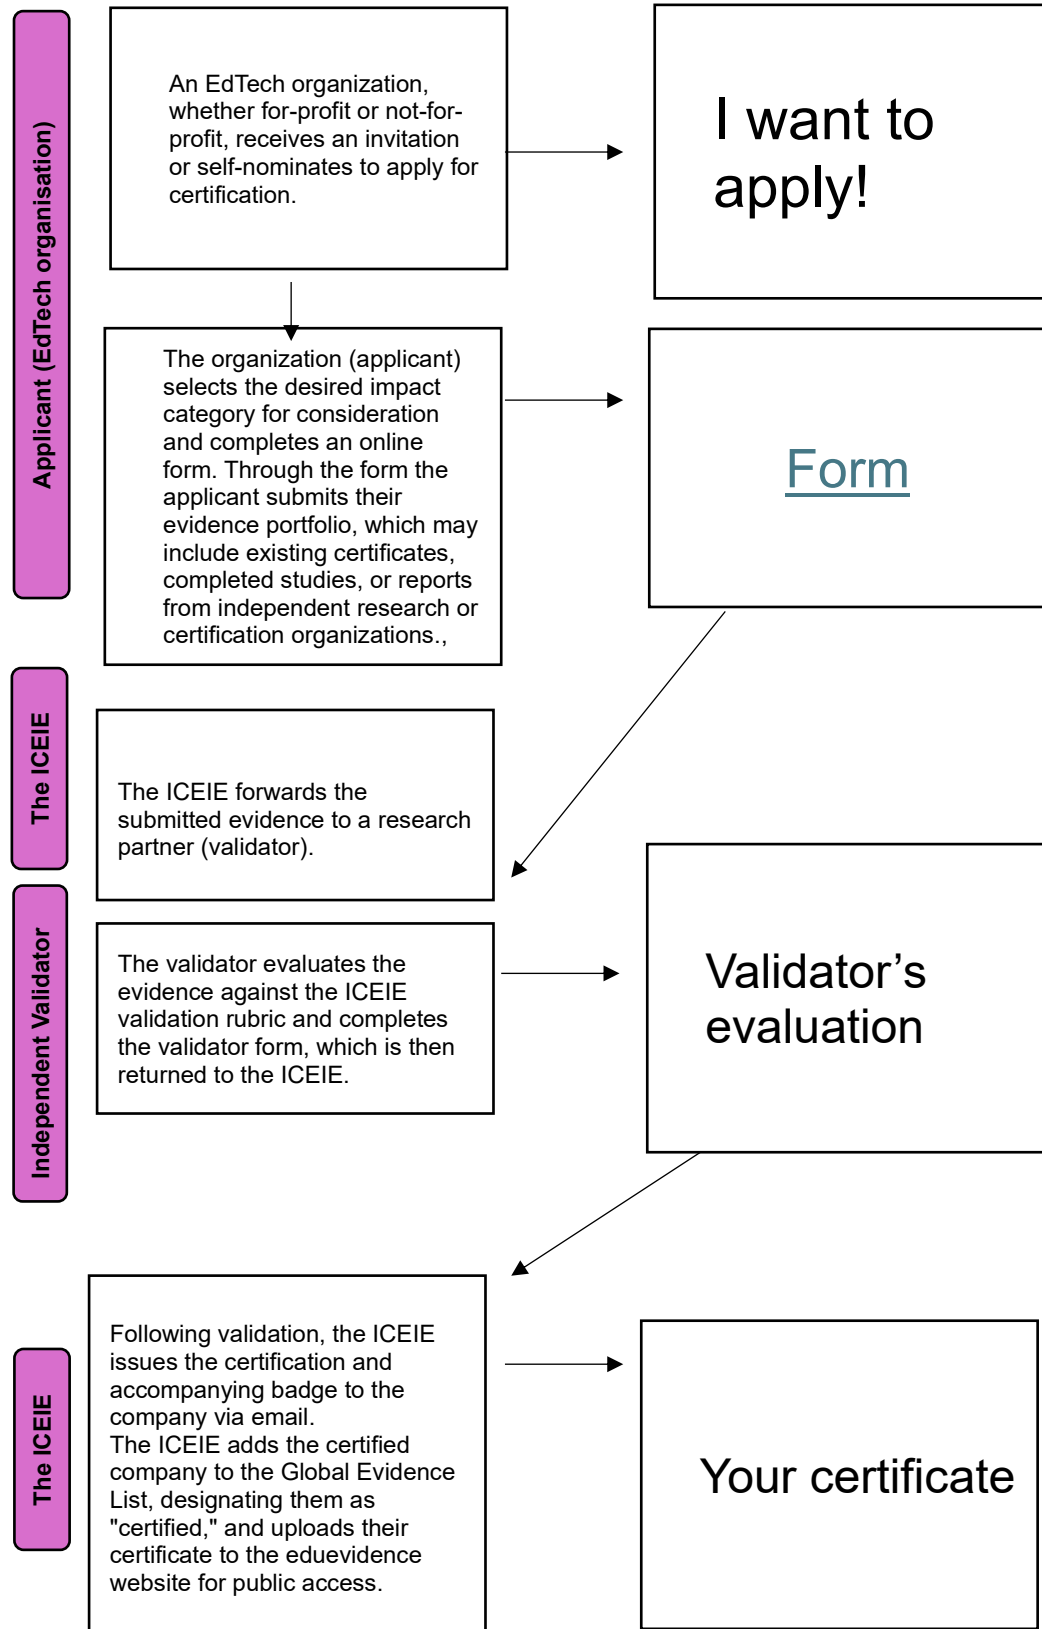 Applicant (EdTech organisation)
An EdTech organization,
whether for-profit or not-for-
profit, receives an invitation
or self-nominates to apply for
certification.
I want to
apply!
The organization (applicant)
selects the desired impact
category for consideration
and completes an online
form. Through the form the
applicant submits their
evidence portfolio, which may
include existing certificates,
completed studies, or reports
from independent research or
certification organizations.,
Form
The ICEIE
The ICEIE forwards the
submitted evidence to a research
partner (validator).
Independent Validator
The validator evaluates the
evidence against the ICEIE
validation rubric and completes
the validator form, which is then
returned to the ICEIE.
Validator’s
evaluation
The ICEIE
Following validation, the ICEIE
issues the certification and
accompanying badge to the
company via email.
The ICEIE adds the certified
company to the Global Evidence
List, designating them as
"certified," and uploads their
certificate to the eduevidence
website for public access.
Your certificate